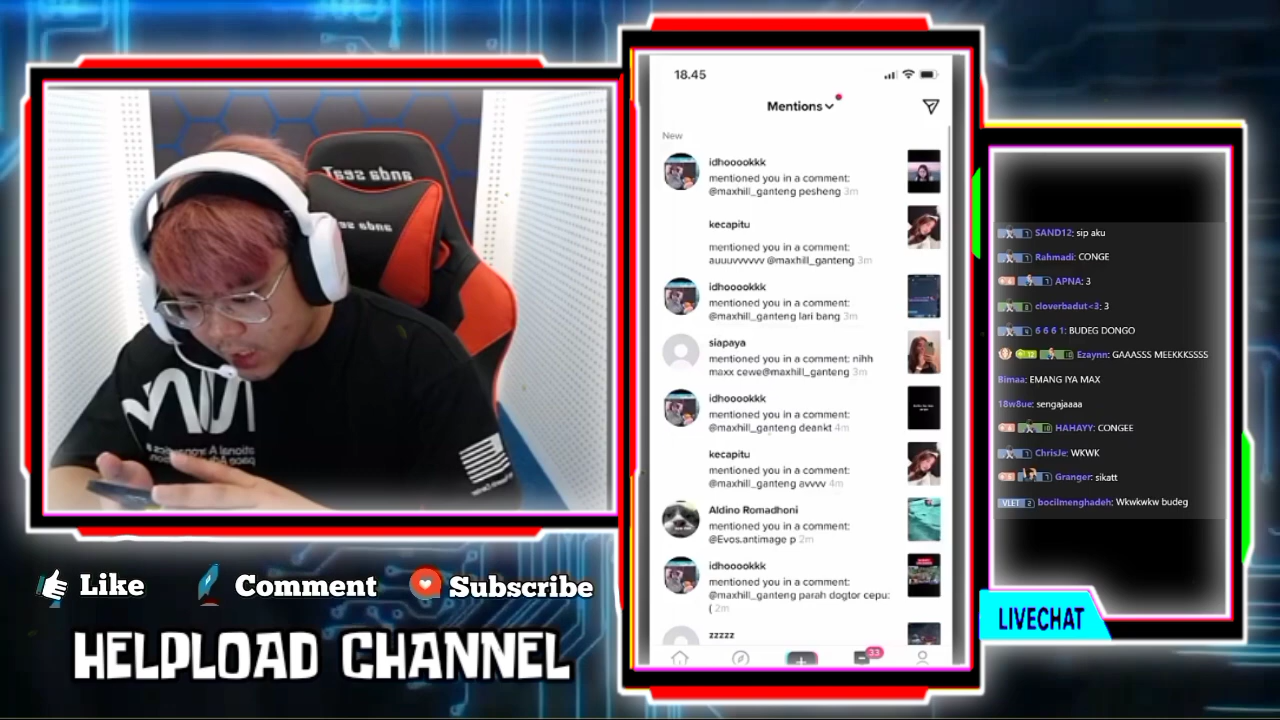 18.45
Mentions
New
idhooookkk
mentioned you in a comment:
@maxhill_ganteng pesheng 3m
kecapitu
mentioned you in a comment:
auuuvvvvvv @maxhill_ganteng 3m
idhooookkk
mentioned you in a comment:
@maxhill_ganteng lari bang 3m
siapaya
mentioned you in a comment: nihh
maxx cewe@maxhill_ganteng 3m
idhooookkk
mentioned you in a comment:
@maxhill_ganteng deankt 4m
kecapitu
mentioned you in a comment:
@maxhill_ganteng avvvv 4m
Aldino Romadhoni
mentioned you in a comment:
@Evos.antimage p 2m
idhooookkk
mentioned you in a comment:
@maxhill_ganteng parah dogtor cepu:
( 2m
zzzzz
33
SAND12: sip aku
Rahmadi: CONGE
APNA: 3
cloverbadut<3: 3
6 6 6 1: BUDEG DONGO
Ezaynn: GAAASSS MEEKKKSSSS
Bimaa: EMANG IYA MAX
18w8ue: sengajaaaa
HAHAYY: CONGEE
ChrisJe: WKWK
Granger: sikatt
VLET 2 bocilmenghadeh: Wkwkwkw budeg
LIVECHAT
anda seat
Like
Comment
Subscribe
HELPLOAD CHANNEL